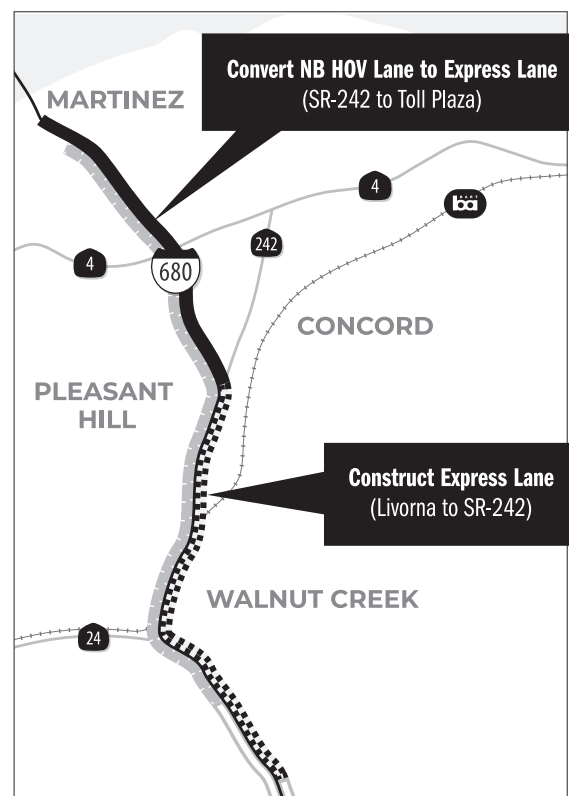 Convert NB HOV Lane to Express Lane
(SR-242 to Toll Plaza)
MARTINEZ
4
ba
242
4
680
CONCORD
PLEASANT
HILL
Construct Express Lane
(Livorna to SR-242)
WALNUT CREEK
24